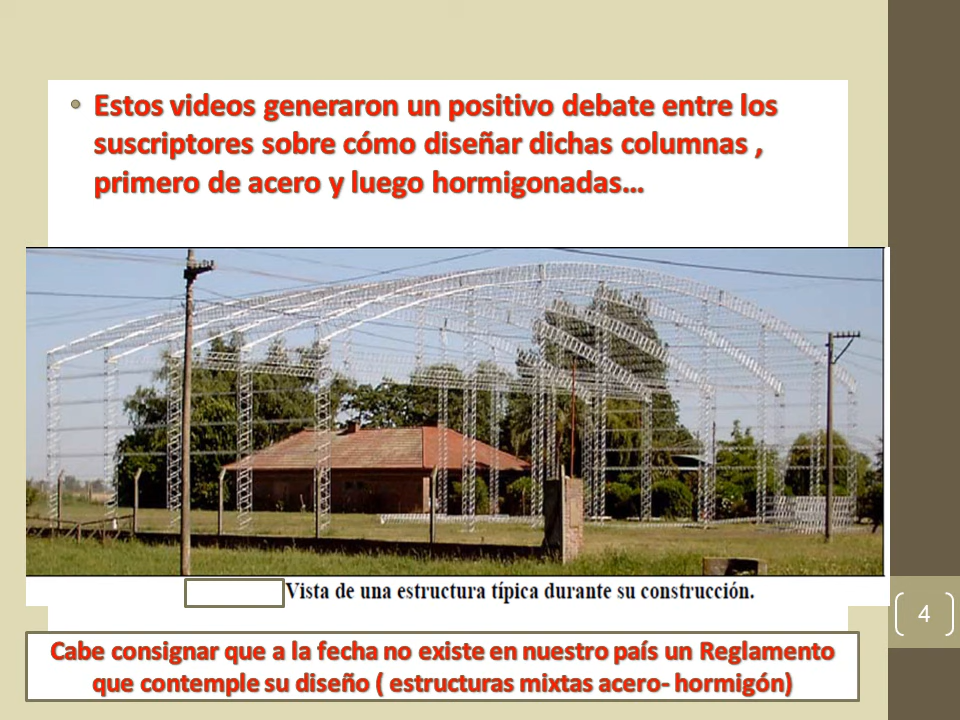 • Estos videos generaron un positivo debate entre los
suscriptores sobre cómo diseñar dichas columnas ,
primero de acero y luego hormigonadas…
Vista de una estructura típica durante su construcción.
4
Cabe consignar que a la fecha no existe en nuestro país un Reglamento
que contemple su diseño ( estructuras mixtas acero- hormigón)